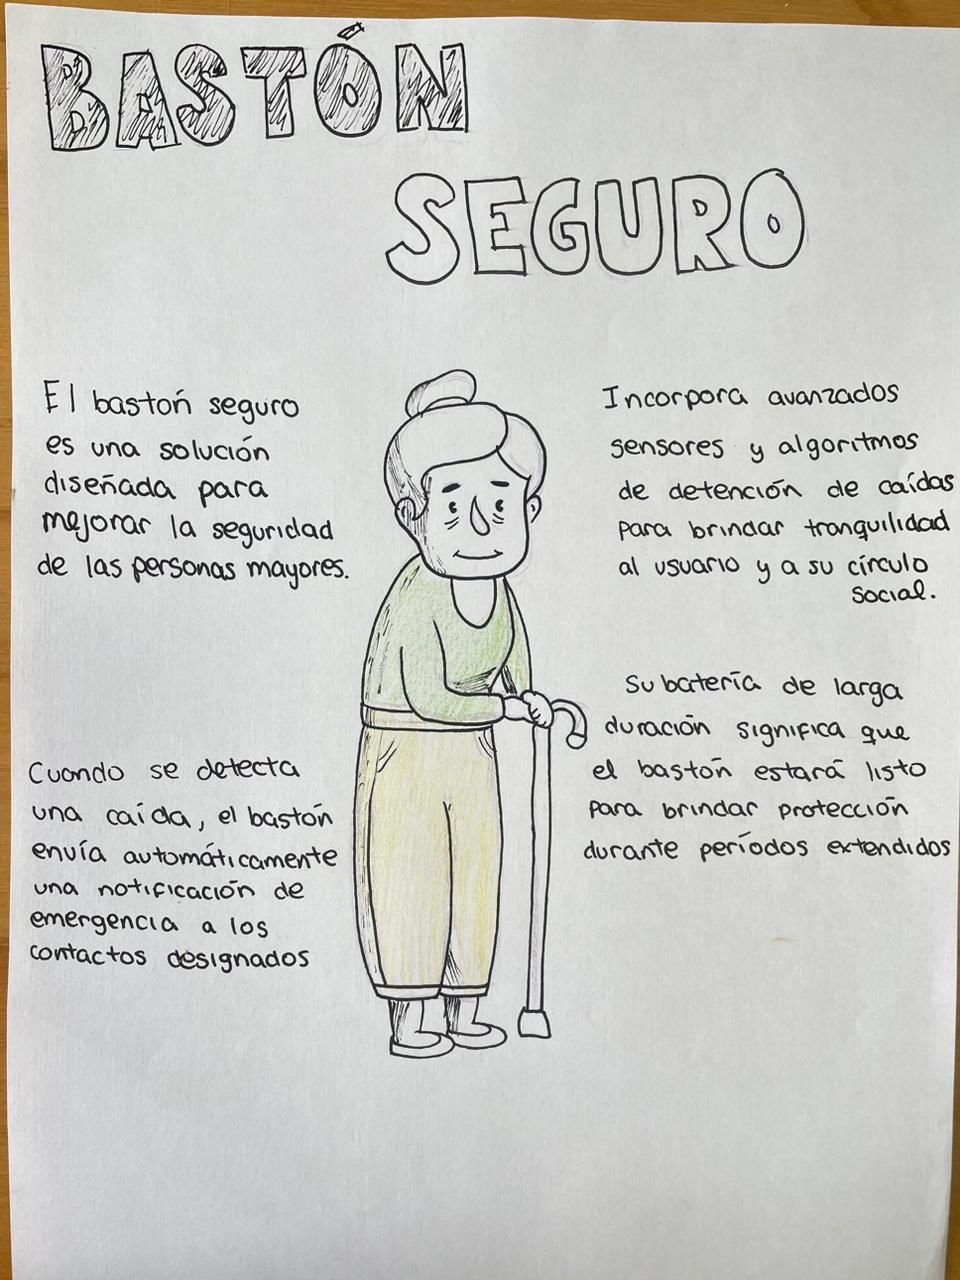 BASTÓN
SEGURO
El bastón seguro
es una solución
diseñada para
mejorar la seguridad
de las personas mayores.
Incorpora avanzados
sensores y algoritmos
de detención de caídas
para brindar tranquilidad
al usuario y a su círculo
social.
Cuando se detecta
una caída, el bastón
envía automáticamente
una notificación de
emergencia a los
contactos designados
Su batería de larga
duración significa que
el bastón estará listo
para brindar protección
durante períodos extendidos